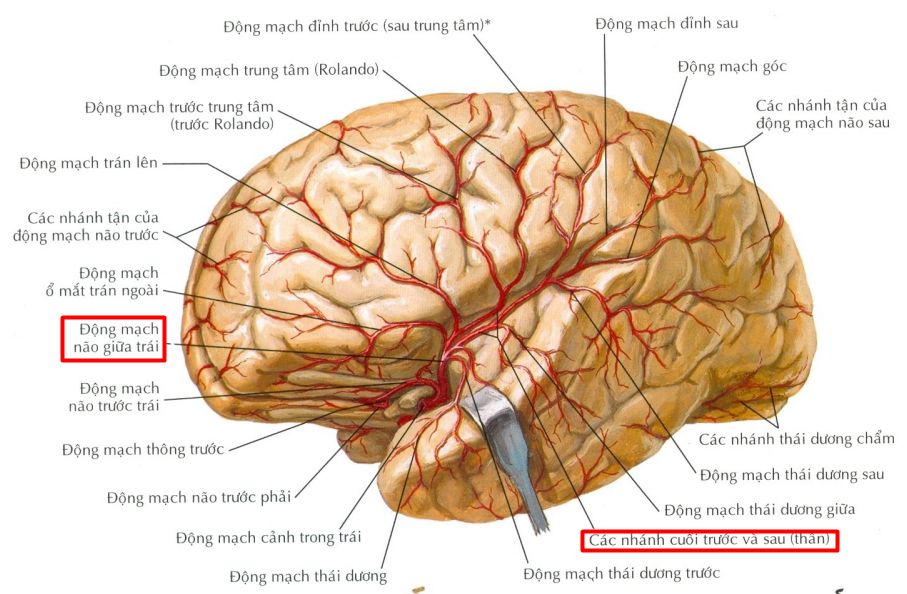 Động mạch đỉnh trước (sau trung tâm)*
Động mạch đỉnh sau
Động mạch trung tâm (Rolando)
Động mạch góc
Động mạch trước trung tâm
(trước Rolando)
Các nhánh tận của
động mạch não sau
Động mạch trán lên
Các nhánh tận của
động mạch não trước
Động mạch
ổ mắt trán ngoài
Động mạch
não giữa trái
Động mạch
não trước trái
Động mạch thông trước
Động mạch não trước phải
Động mạch cảnh trong trái
Động mạch thái dương
Các nhánh thái dương chẩm
Động mạch thái dương sau
Động mạch thái dương giữa
Các nhánh cuối trước và sau (thân)
Động mạch thái dương trước